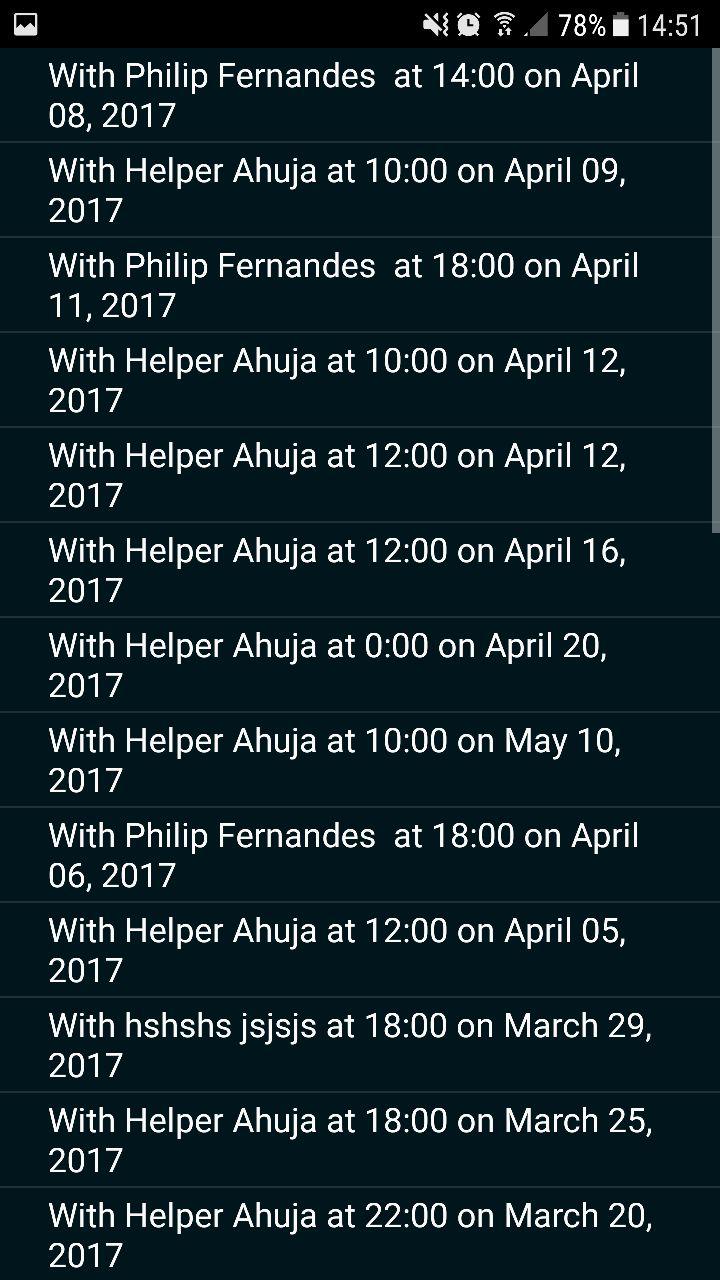 78% 14:51
With Philip Fernandes  at 14:00 on April
08, 2017
With Helper Ahuja at 10:00 on April 09,
2017
With Philip Fernandes  at 18:00 on April
11, 2017
With Helper Ahuja at 10:00 on April 12,
2017
With Helper Ahuja at 12:00 on April 12,
2017
With Helper Ahuja at 12:00 on April 16,
2017
With Helper Ahuja at 0:00 on April 20,
2017
With Helper Ahuja at 10:00 on May 10,
2017
With Philip Fernandes  at 18:00 on April
06, 2017
With Helper Ahuja at 12:00 on April 05,
2017
With hshshs jsjsjs at 18:00 on March 29,
2017
With Helper Ahuja at 18:00 on March 25,
2017
With Helper Ahuja at 22:00 on March 20,
2017